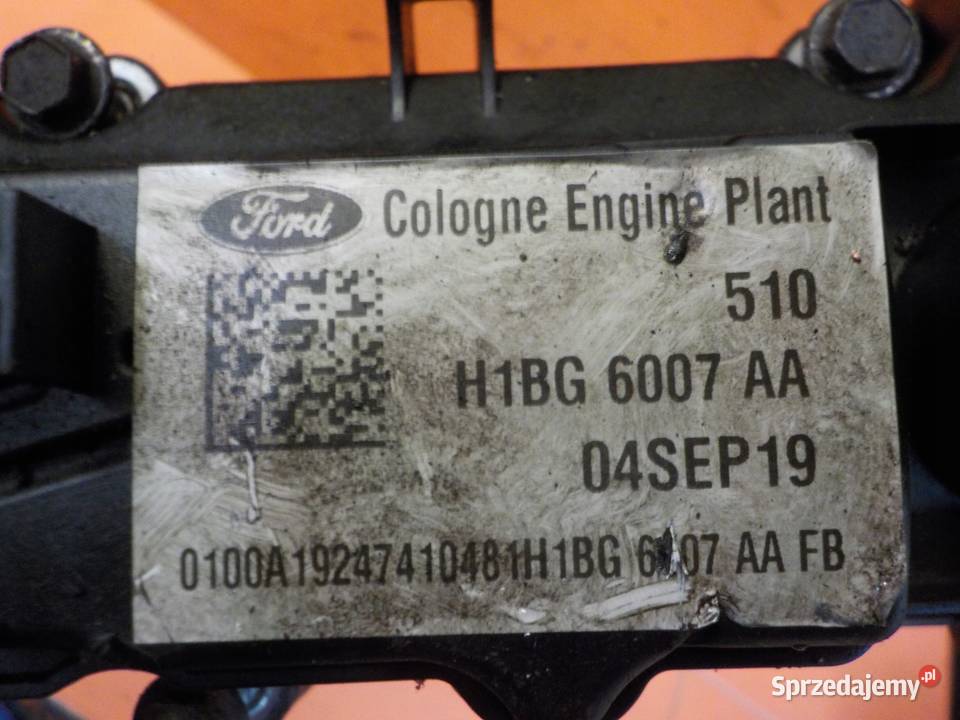 Ford Cologne Engine Plant
510
H1BG 6007 AA
04SEP19
0100A19247410481H1BG 6007 AA FB
Sprzedajemy.pl